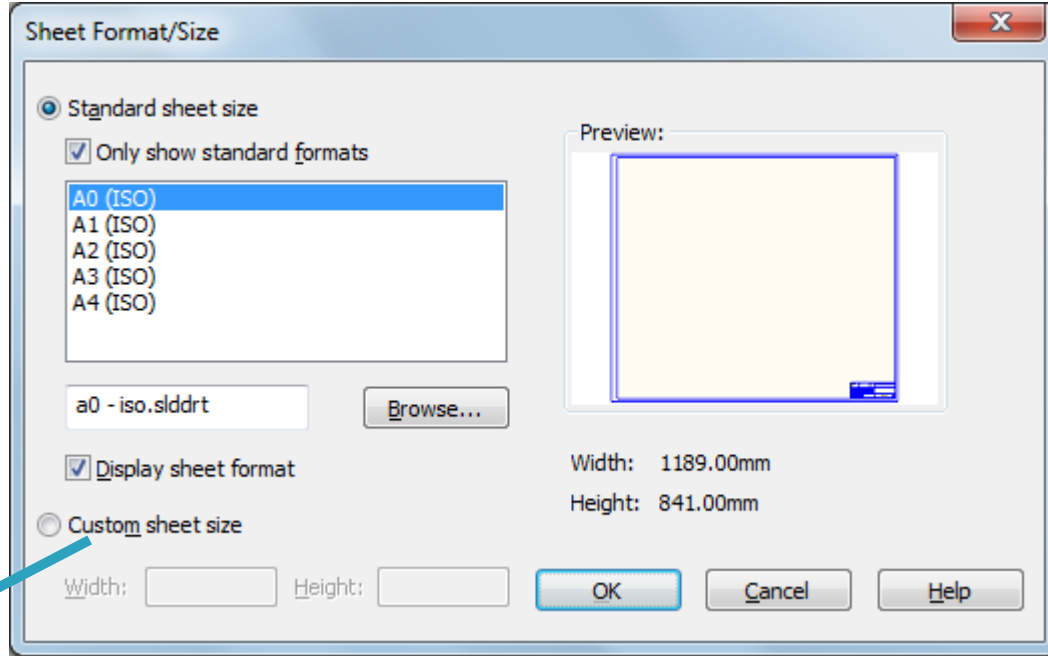 Sheet Format/Size
Standard sheet size
Only show standard formats
A0 (ISO)
A1 (ISO)
A2 (ISO)
A3 (ISO)
A4 (ISO)
a0 - iso.slddrt
Browse...
Display sheet format
Custom sheet size
Width:
Height:
Preview:
Width: 1189.00mm
Height: 841.00mm
OK
Cancel
Help